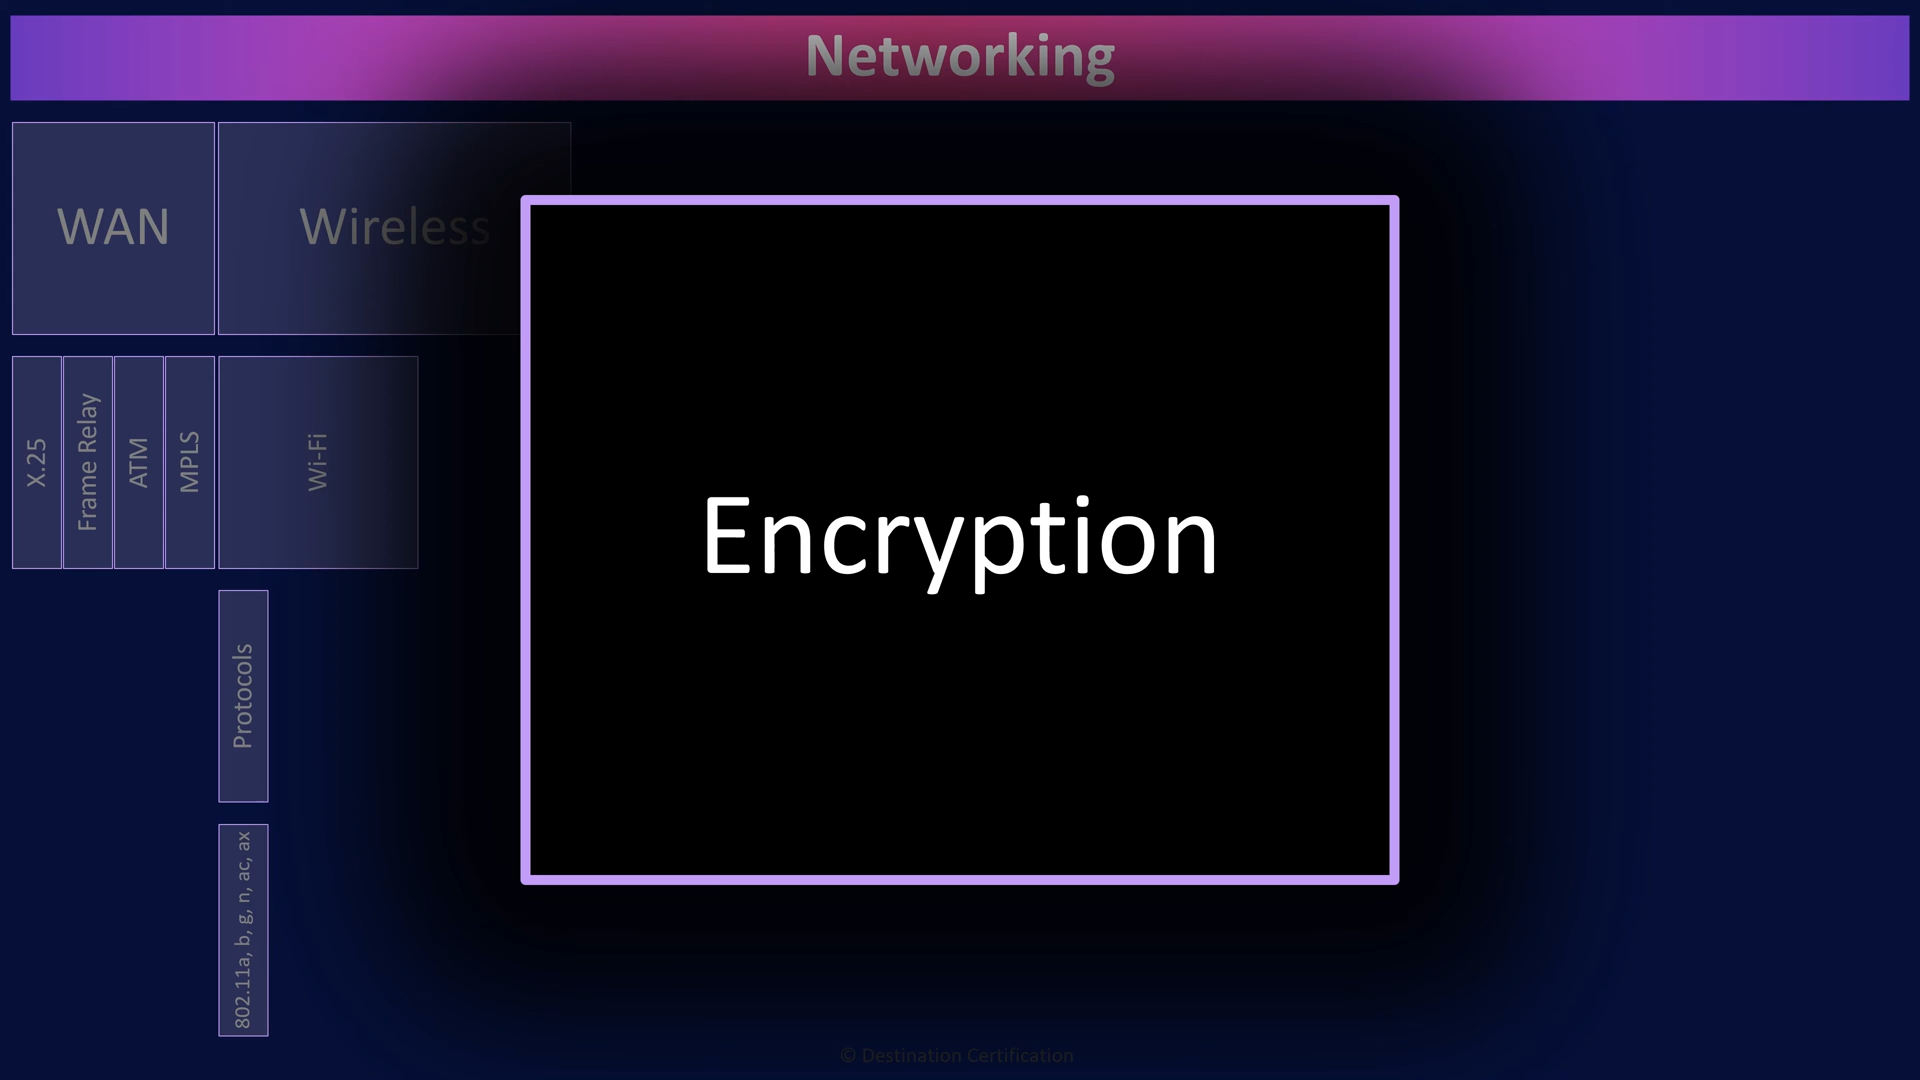 Networking
WAN
Wireless
X.25
Frame Relay
ATM
MPLS
Wi-Fi
Encryption
Protocols
802.11a, b, g, n, ac, ax
© Destination Certification